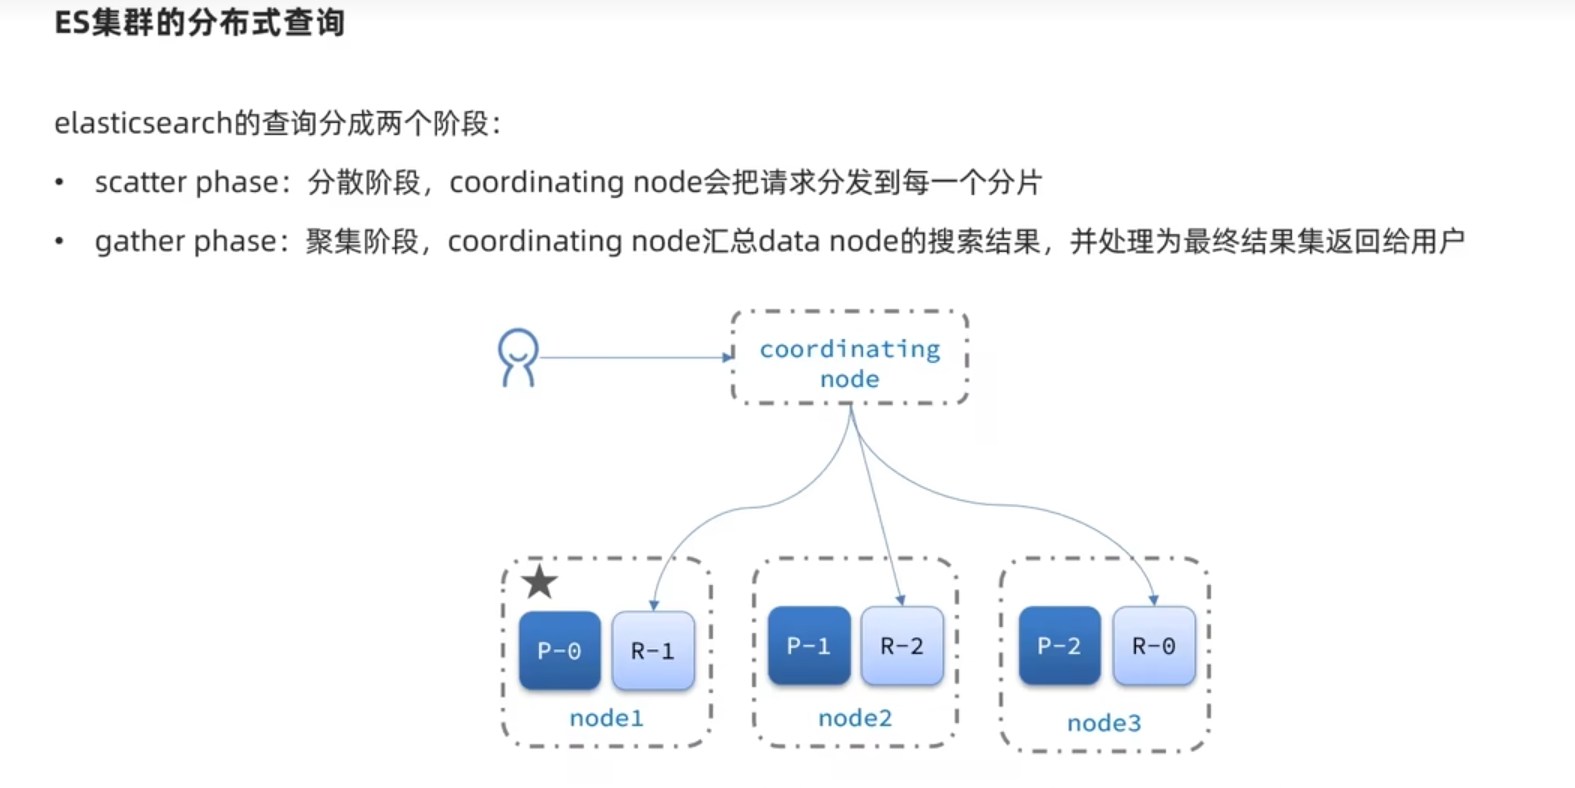 ES集群的分布式查询
elasticsearch的查询分成两个阶段：
• scatter phase：分散阶段，coordinating node会把请求分发到每一个分片
• gather phase：聚集阶段，coordinating node汇总data node的搜索结果，并处理为最终结果集返回给用户
coordinating
node
P-0 R-1
node1
P-1 R-2
node2
P-2 R-0
node3